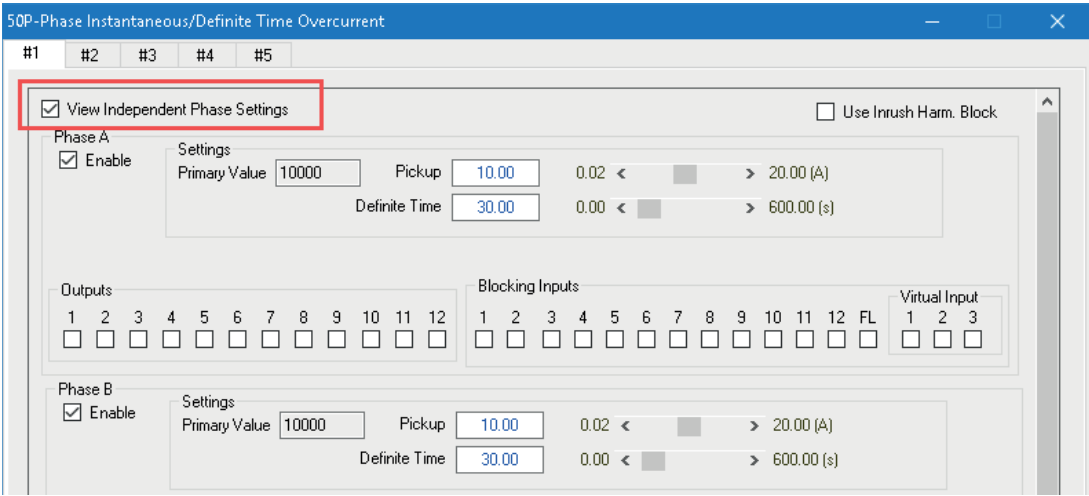 50P-Phase Instantaneous/Definite Time Overcurrent
#1 #2 #3 #4 #5
View Independent Phase Settings Use Inrush Harm. Block
Phase A
Enable
Settings
Primary Value 10000 Pickup 10.00 0.02 < > 20.00 (A)
Definite Time 30.00 0.00 < > 600.00 (s)
Outputs
1 2 3 4 5 6 7 8 9 10 11 12
Blocking Inputs
1 2 3 4 5 6 7 8 9 10 11 12 FL
Virtual Input
1 2 3
Phase B
Enable
Settings
Primary Value 10000 Pickup 10.00 0.02 < > 20.00 (A)
Definite Time 30.00 0.00 < > 600.00 (s)